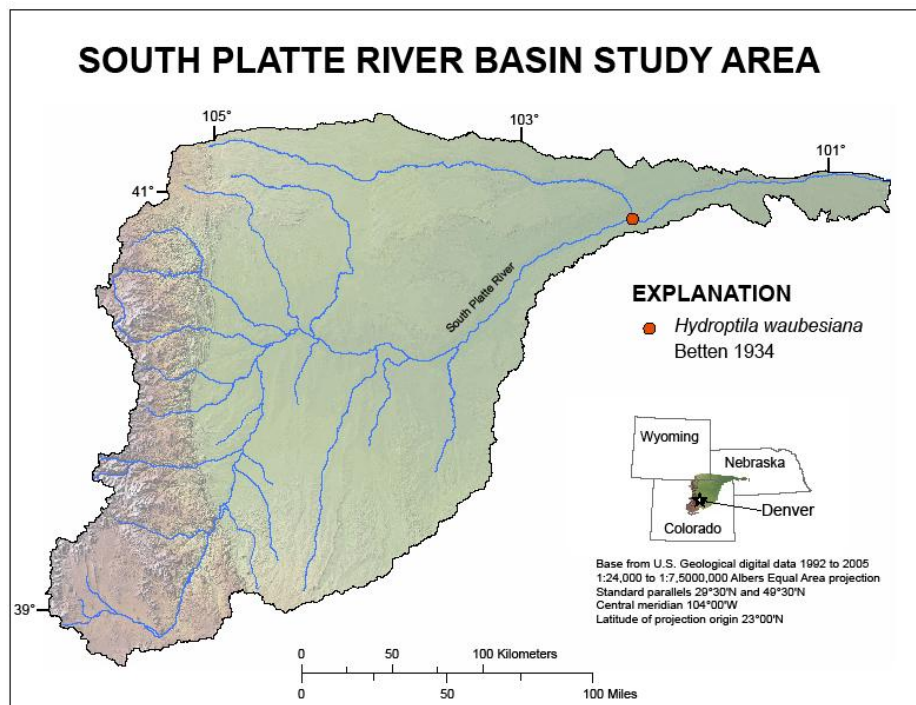 SOUTH PLATTE RIVER BASIN STUDY AREA
105°
103°
101°
41°
South Platte River
EXPLANATION
Hydroptila waubesiana
Betten 1934
Wyoming
Nebraska
Denver
Colorado
Base from U.S. Geological digital data 1992 to 2005
1:24,000 to 1:7,5000,000 Albers Equal Area projection
Standard parallels 29°30'N and 49°30'N
Central meridian 104°00'W
Latitude of projection origin 23°00'N
39°
0 50 100 Kilometers
0 50 100 Miles